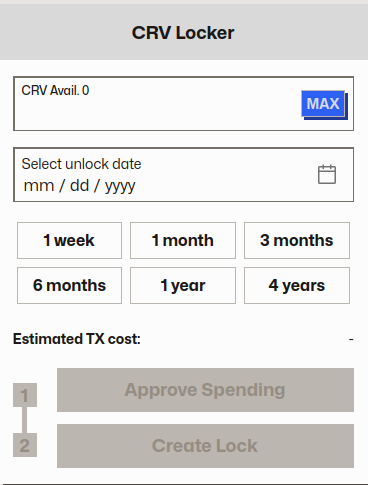 CRV Locker
CRV Avail. 0
MAX
Select unlock date
mm / dd / yyyy
1 week
1 month
3 months
6 months
1 year
4 years
Estimated TX cost: -
1 Approve Spending
2 Create Lock